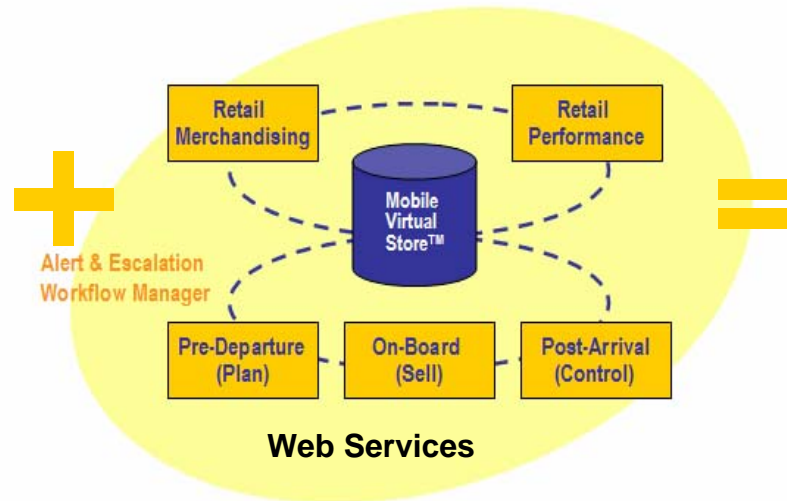 Retail
Merchandising
Retail
Performance
Mobile
Virtual
Store™
Alert & Escalation
Workflow Manager
Pre-Departure
(Plan)
On-Board
(Sell)
Post-Arrival
(Control)
Web Services